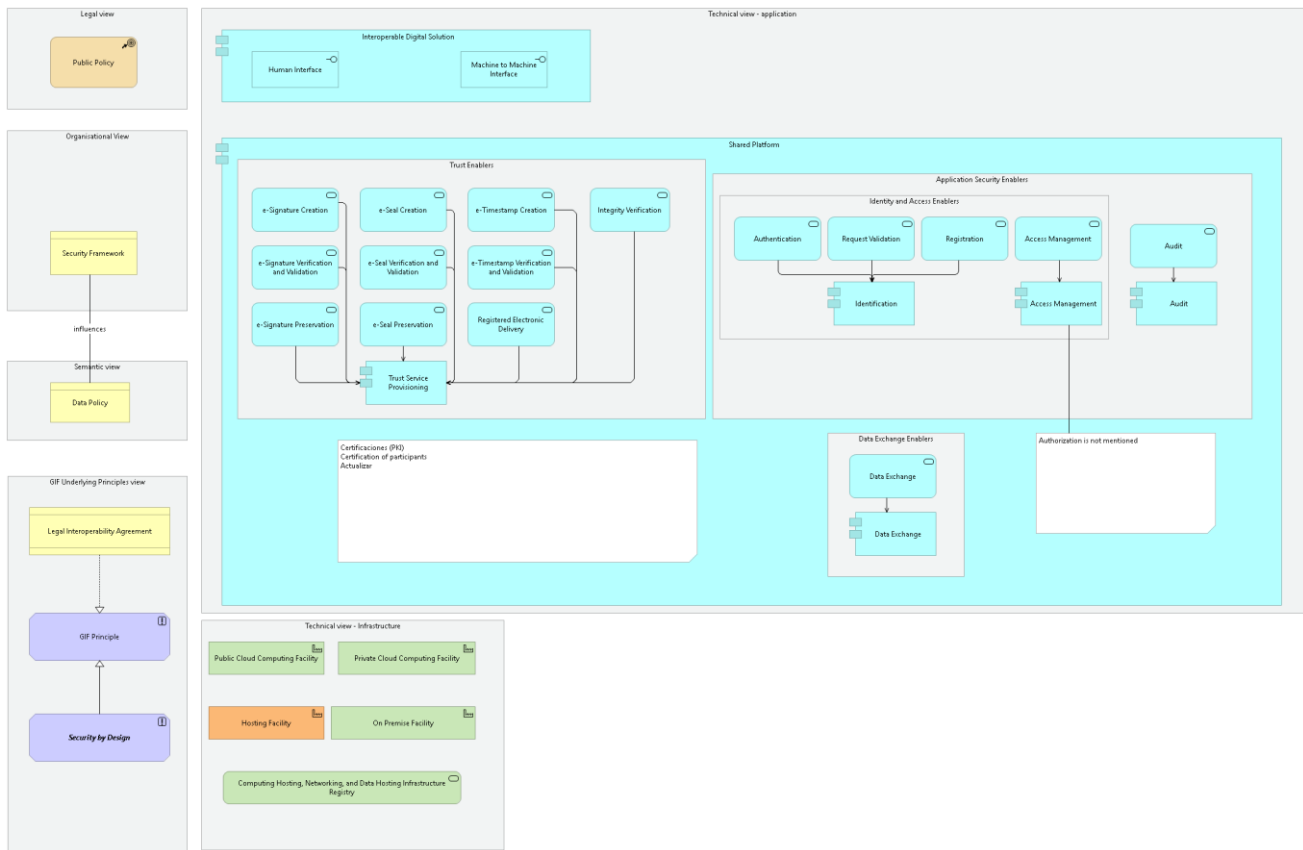 Legal view
Public Policy
Organisational View
Security Framework
influences
Semantic view
Data Policy
GIF Underlying Principles view
Legal Interoperability Agreement
GIF Principle
Security by Design
Technical view - application
Interoperable Digital Solution
Human Interface
Machine to Machine
Interface
Shared Platform
Trust Enablers
e-Signature Creation
e-Seal Creation
e-Timestamp Creation
Integrity Verification
e-Signature Verification
and Validation
e-Seal Verification and
Validation
e-Timestamp Verification
and Validation
e-Signature Preservation
e-Seal Preservation
Registered Electronic
Delivery
Trust Service
Provisioning
Application Security Enablers
Identity and Access Enablers
Authentication
Request Validation
Registration
Access Management
Audit
Identification
Access Management
Audit
Certificaciones (PKI)
Certification of participants
Actualizar
Data Exchange Enablers
Data Exchange
Data Exchange
Authorization is not mentioned
Technical view - Infrastructure
Public Cloud Computing Facility
Private Cloud Computing Facility
Hosting Facility
On Premise Facility
Computing Hosting, Networking, and Data Hosting Infrastructure
Registry